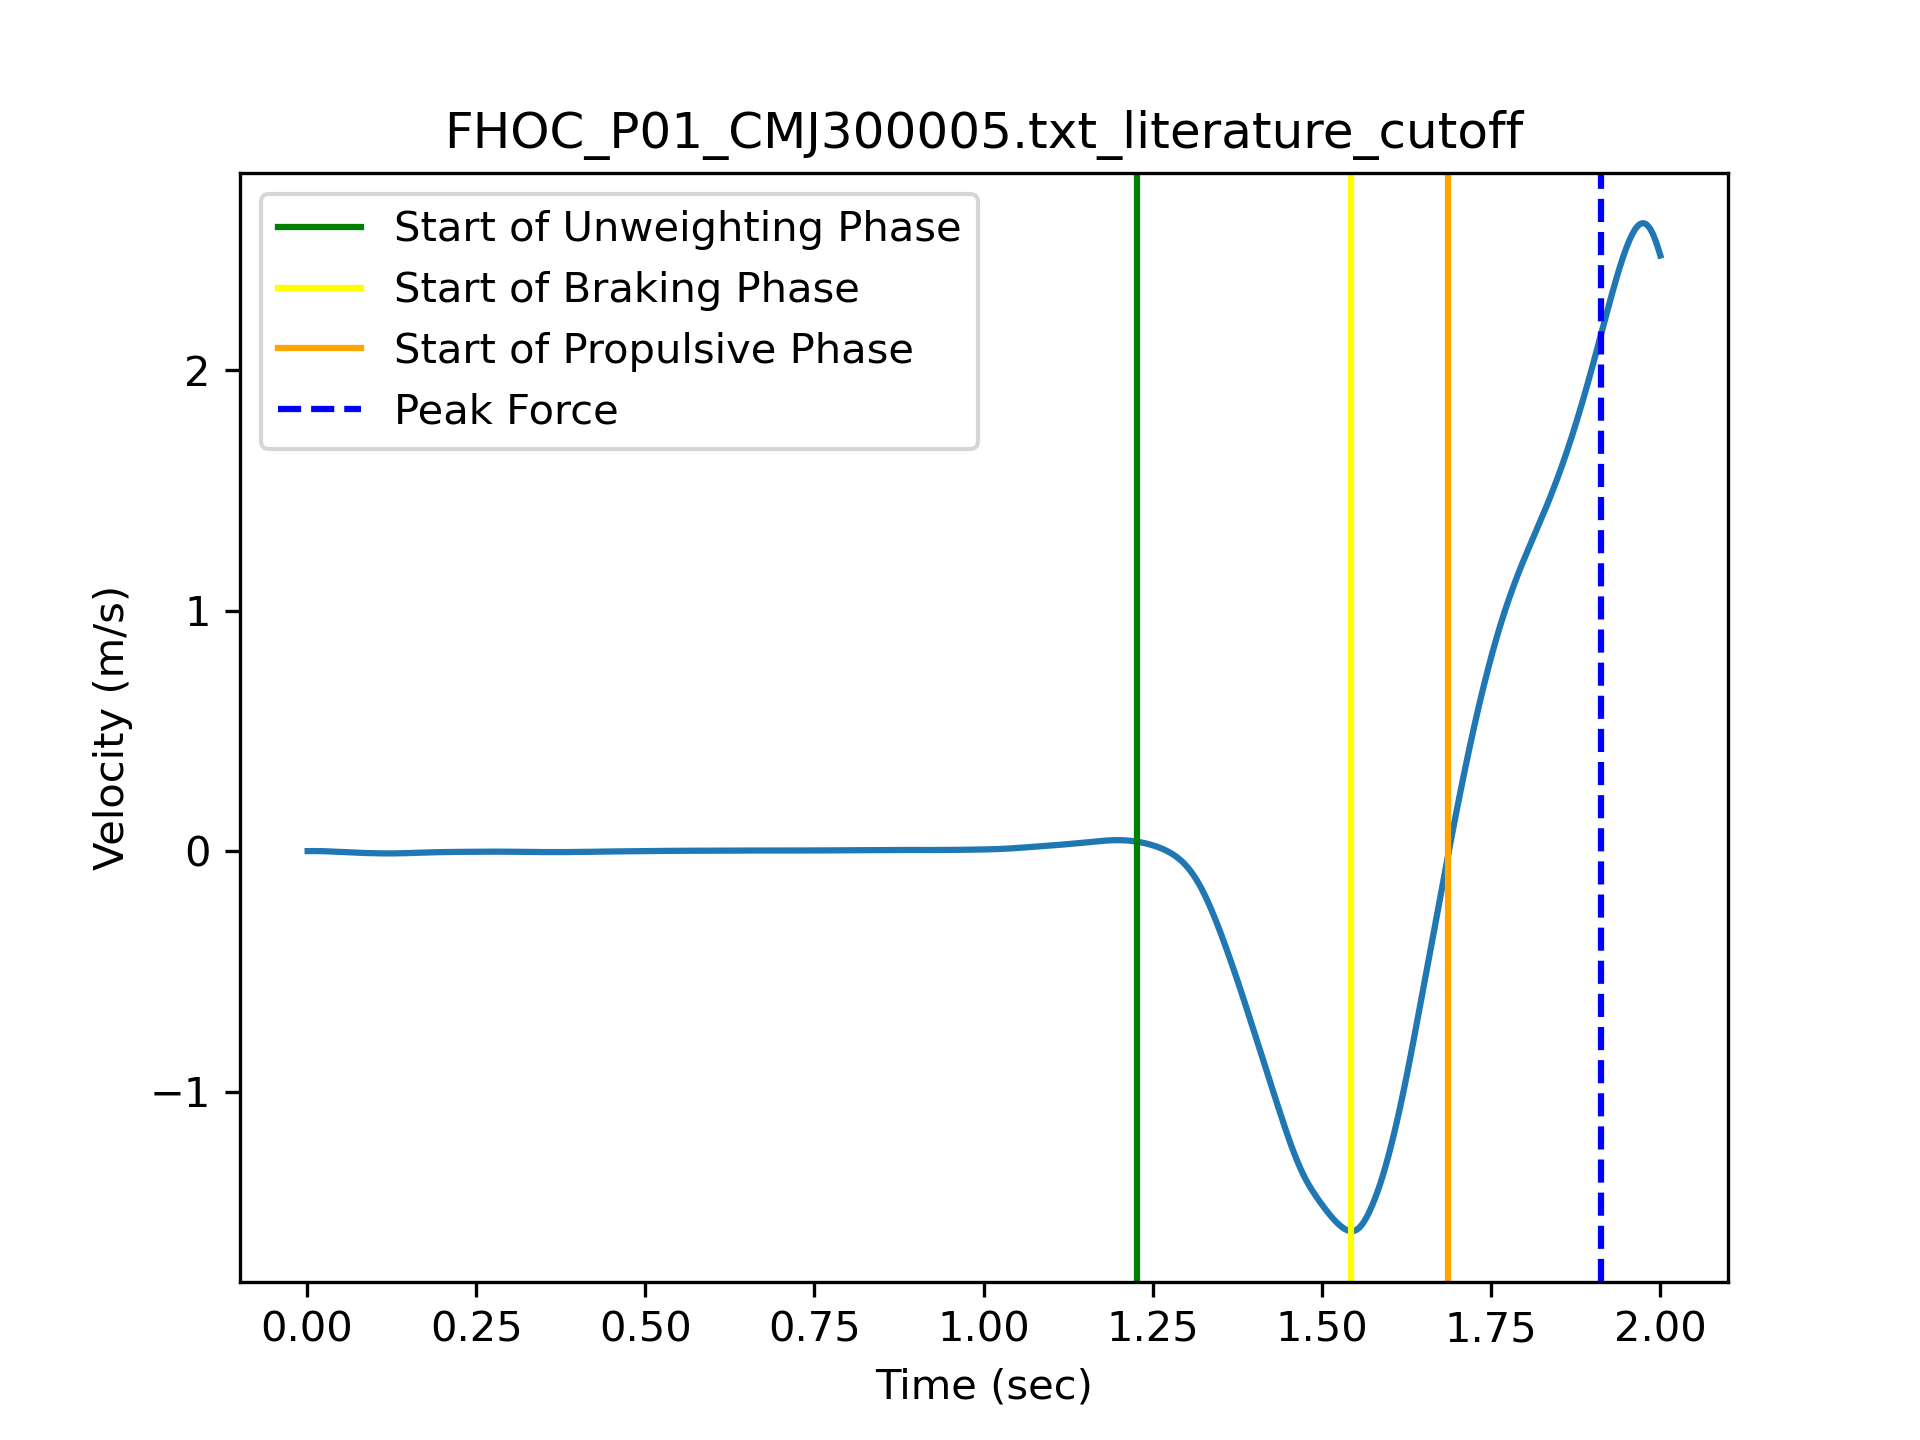 FHOC_P01_CMJ300005.txt_literature_cutoff
Start of Unweighting Phase
Start of Braking Phase
Start of Propulsive Phase
Peak Force
2
1
0
−1
Velocity (m/s)
0.00 0.25 0.50 0.75 1.00 1.25 1.50 1.75 2.00
Time (sec)